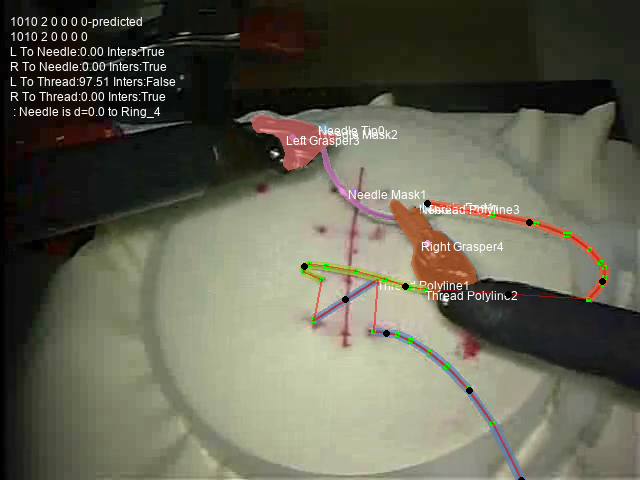 1010 2 0 0 0 0-predicted
1010 2 0 0 0 0
L To Needle:0.00 Inters:True
R To Needle:0.00 Inters:True
L To Thread:97.51 Inters:False
R To Thread:0.00 Inters:True
: Needle is d=0.0 to Ring_4
Needle Tip0
Mask2
Left Grasper3
Needle Mask1
Thread Polyline3
Right Grasper4
Thread Polyline1
Thread Polyline2